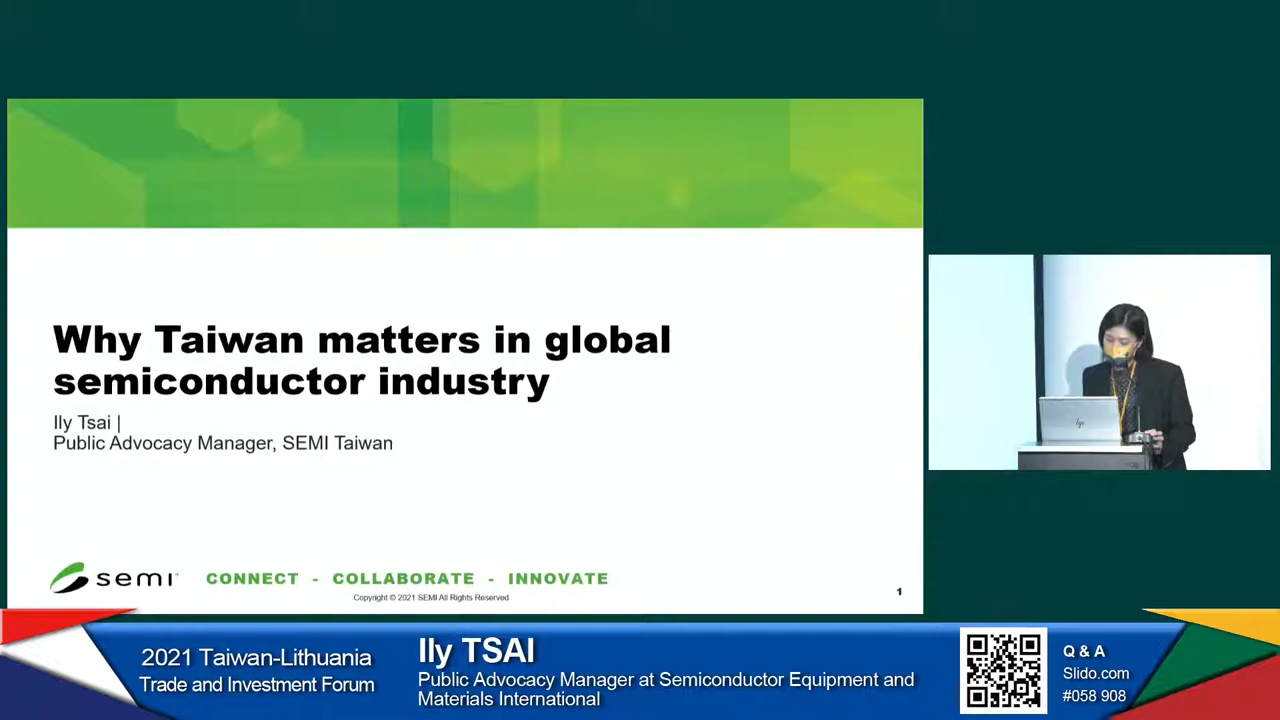 Why Taiwan matters in global
semiconductor industry
Ily Tsai |
Public Advocacy Manager, SEMI Taiwan
semi™
CONNECT - COLLABORATE - INNOVATE
Copyright © 2021 SEMI All Rights Reserved
1
hp
2021 Taiwan-Lithuania
Trade and Investment Forum
Ily TSAI
Public Advocacy Manager at Semiconductor Equipment and
Materials International
Q & A
Slido.com
#058 908